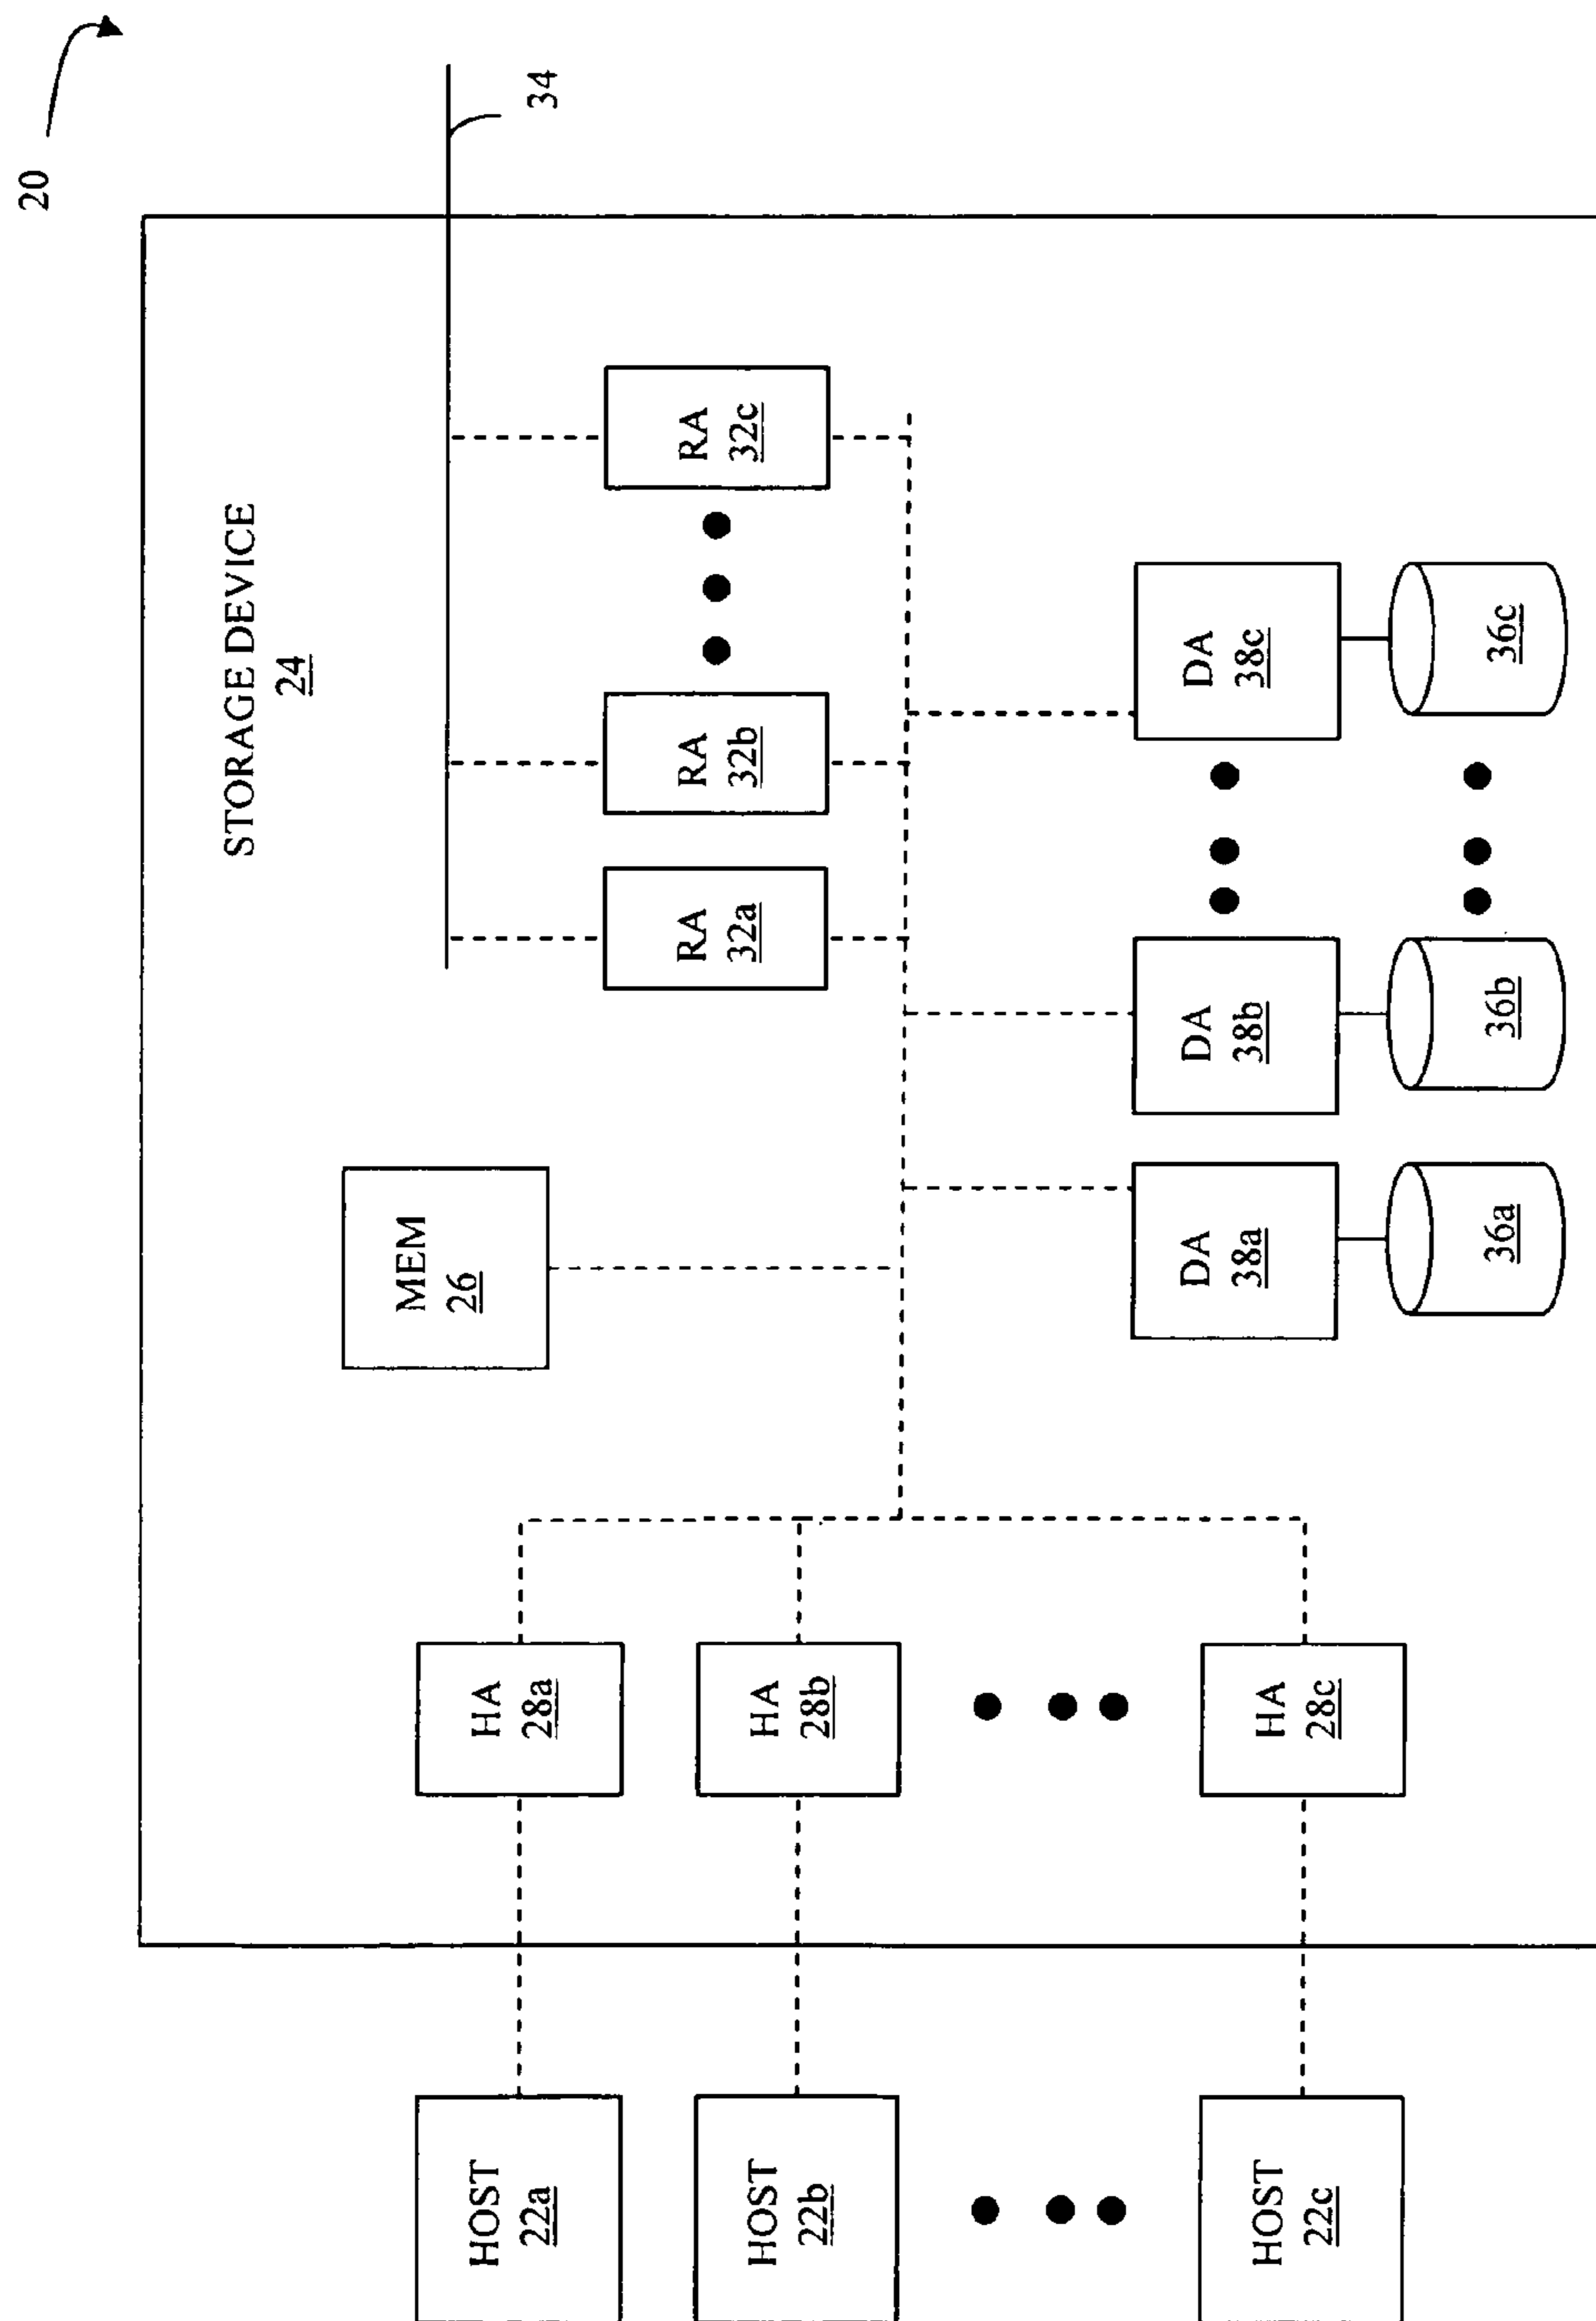 20
34
STORAGE DEVICE
24
MEM
26
RA
32a
RA
32b
RA
32c
HOST
22a
HA
28a
HOST
22b
HA
28b
HOST
22c
HA
28c
DA
38a
DA
38b
DA
38c
36a
36b
36c